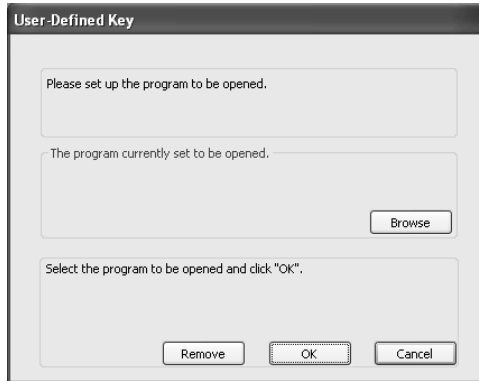 User-Defined Key
Please set up the program to be opened.
The program currently set to be opened.
Browse
Select the program to be opened and click "OK".
Remove
OK
Cancel